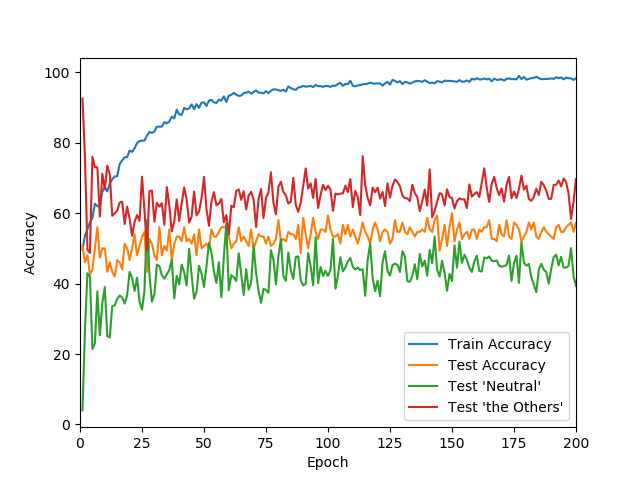 100
80
60
40
20
0
Accuracy
0 25 50 75 100 125 150 175 200
Epoch
Train Accuracy
Test Accuracy
Test 'Neutral'
Test 'the Others'